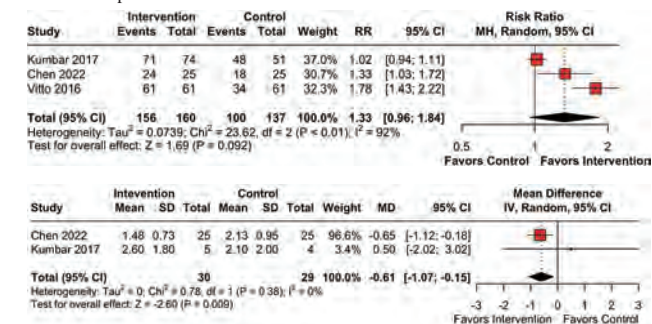 Intervention Control Risk Ratio
Study Events Total Events Total Weight RR 95% CI MH, Random, 95% CI
Kumbar 2017 71 74 48 51 37.0% 1.02 [0.94; 1.11]
Chen 2022 24 25 18 25 30.7% 1.33 [1.03; 1.72]
Vitto 2016 61 61 34 61 32.3% 1.78 [1.43; 2.22]
Total (95% CI) 156 160 100 137 100.0% 1.33 [0.96; 1.84]
Heterogeneity: Tau² = 0.0739; Chi² = 23.62, df = 2 (P < 0.01); I² = 92%
Test for overall effect: Z = 1.69 (P = 0.092)
0.5 1 2
Favors Control Favors Intervention
Intevention Control Mean Difference
Study Mean SD Total Mean SD Total Weight MD 95% CI IV, Random, 95% CI
Chen 2022 1.48 0.73 25 2.13 0.95 25 96.6% -0.65 [-1.12; -0.18]
Kumbar 2017 2.60 1.80 5 2.10 2.00 4 3.4% 0.50 [-2.02; 3.02]
Total (95% CI) 30 29 100.0% -0.61 [-1.07; -0.15]
Heterogeneity: Tau² = 0; Chi² = 0.78, df = 1 (P = 0.38); I² = 0%
Test for overall effect: Z = -2.60 (P = 0.009)
-3 -2 -1 0 1 2 3
Favors Intervention Favors Control